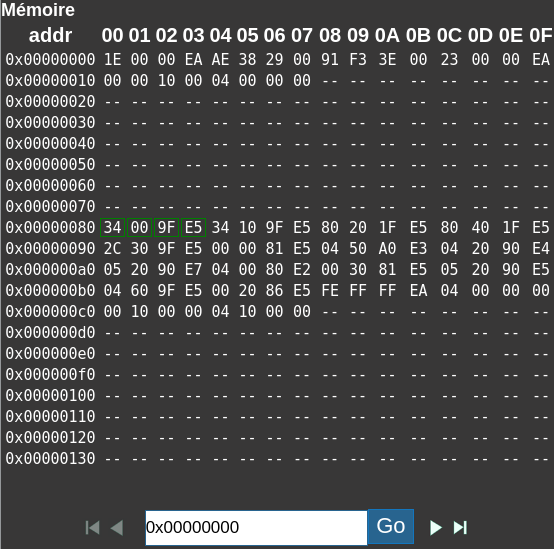 Mémoire
addr 00 01 02 03 04 05 06 07 08 09 0A 0B 0C 0D 0E 0F
0x00000000 1E 00 00 EA AE 38 29 00 91 F3 3E 00 23 00 00 EA
0x00000010 00 00 10 00 04 00 00 00 -- -- -- -- -- -- -- --
0x00000020 -- -- -- -- -- -- -- -- -- -- -- -- -- -- -- --
0x00000030 -- -- -- -- -- -- -- -- -- -- -- -- -- -- -- --
0x00000040 -- -- -- -- -- -- -- -- -- -- -- -- -- -- -- --
0x00000050 -- -- -- -- -- -- -- -- -- -- -- -- -- -- -- --
0x00000060 -- -- -- -- -- -- -- -- -- -- -- -- -- -- -- --
0x00000070 -- -- -- -- -- -- -- -- -- -- -- -- -- -- -- --
0x00000080 34 00 9F E5 34 10 9F E5 80 20 1F E5 80 40 1F E5
0x00000090 2C 30 9F E5 00 00 81 E5 04 50 A0 E3 04 20 90 E4
0x000000a0 05 20 90 E7 04 00 80 E2 00 30 81 E5 05 20 90 E5
0x000000b0 04 60 9F E5 00 20 86 E5 FE FF FF EA 04 00 00 00
0x000000c0 00 10 00 00 04 10 00 00 -- -- -- -- -- -- -- --
0x000000d0 -- -- -- -- -- -- -- -- -- -- -- -- -- -- -- --
0x000000e0 -- -- -- -- -- -- -- -- -- -- -- -- -- -- -- --
0x000000f0 -- -- -- -- -- -- -- -- -- -- -- -- -- -- -- --
0x00000100 -- -- -- -- -- -- -- -- -- -- -- -- -- -- -- --
0x00000110 -- -- -- -- -- -- -- -- -- -- -- -- -- -- -- --
0x00000120 -- -- -- -- -- -- -- -- -- -- -- -- -- -- -- --
0x00000130 -- -- -- -- -- -- -- -- -- -- -- -- -- -- -- --
0x00000000 Go